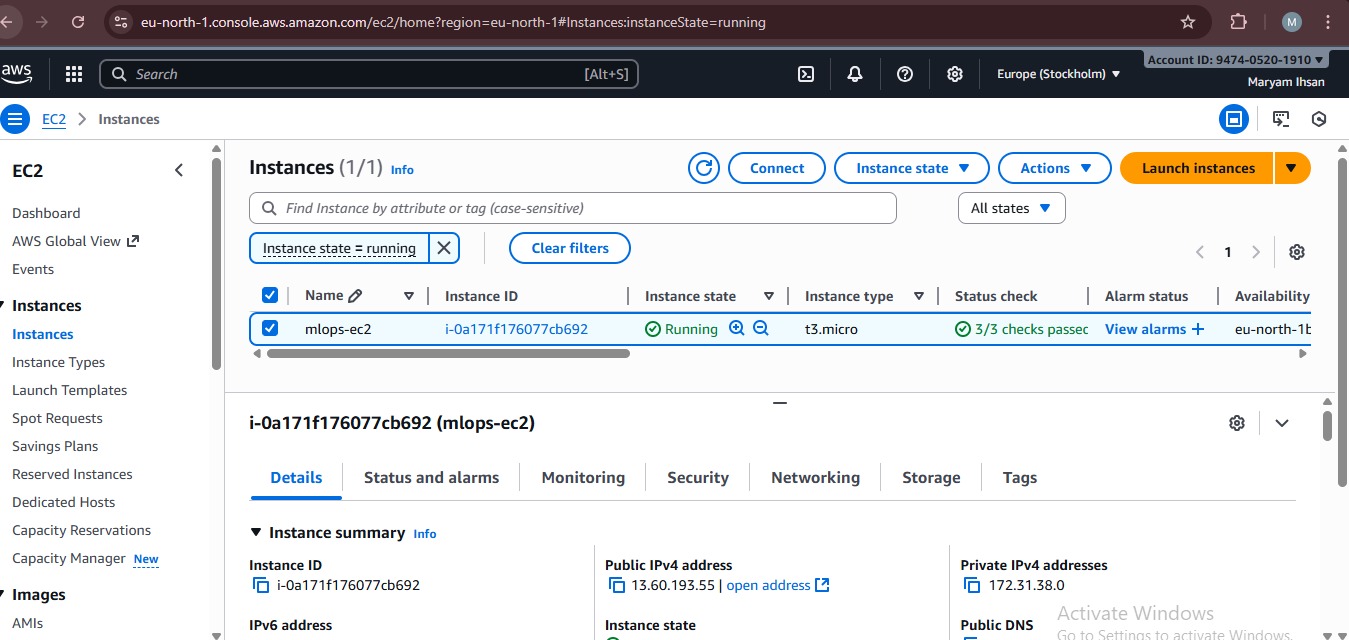 eu-north-1.console.aws.amazon.com/ec2/home?region=eu-north-1#Instances:instanceState=running
M
aws
Search
[Alt+S]
Europe (Stockholm)
Account ID: 9474-0520-1910
Maryam Ihsan
EC2
Instances
EC2
Dashboard
AWS Global View
Events
Instances
Instances
Instance Types
Launch Templates
Spot Requests
Savings Plans
Reserved Instances
Dedicated Hosts
Capacity Reservations
Capacity Manager New
Images
AMIs
Instances (1/1) Info
Connect
Instance state
Actions
Launch instances
Find Instance by attribute or tag (case-sensitive)
All states
Instance state = running
Clear filters
1
Name Instance ID Instance state Instance type Status check Alarm status Availability
mlops-ec2 i-0a171f176077cb692 Running t3.micro 3/3 checks passec View alarms + eu-north-1b
i-0a171f176077cb692 (mlops-ec2)
Details Status and alarms Monitoring Security Networking Storage Tags
Instance summary Info
Instance ID
i-0a171f176077cb692
IPv6 address
Public IPv4 address
13.60.193.55 | open address
Instance state
Private IPv4 addresses
172.31.38.0
Public DNS
Activate Windows
Go to Settings to activate Windows.